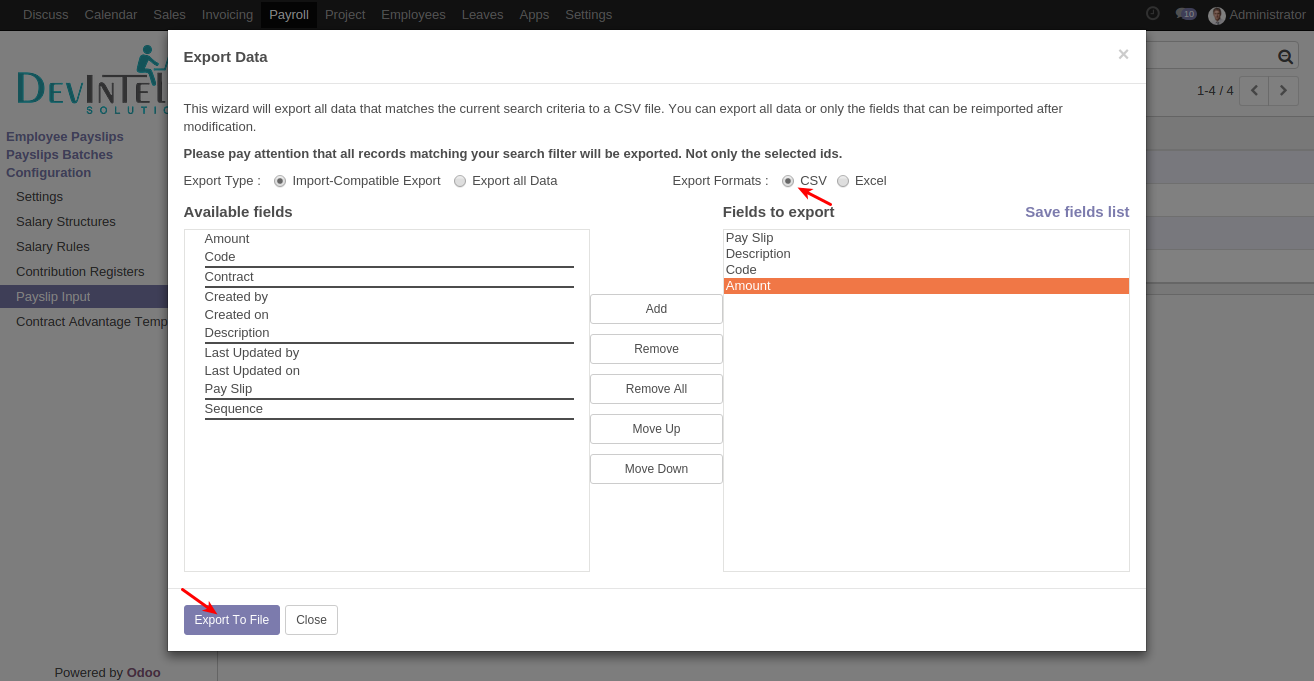 Discuss Calendar Sales Invoicing Payroll Project Employees Leaves Apps Settings 10 Administrator
Export Data ×
DEVINTEL
SOLUTIO
1-4 / 4
This wizard will export all data that matches the current search criteria to a CSV file. You can export all data or only the fields that can be reimported after
modification.
Please pay attention that all records matching your search filter will be exported. Not only the selected ids.
Export Type : Import-Compatible Export Export all Data Export Formats : CSV Excel
Available fields
Amount
Code
Contract
Created by
Created on
Description
Last Updated by
Last Updated on
Pay Slip
Sequence
Add
Remove
Remove All
Move Up
Move Down
Fields to export Save fields list
Pay Slip
Description
Code
Amount
Export To File Close
Employee Payslips
Payslips Batches
Configuration
Settings
Salary Structures
Salary Rules
Contribution Registers
Payslip Input
Contract Advantage Temp
Powered by Odoo